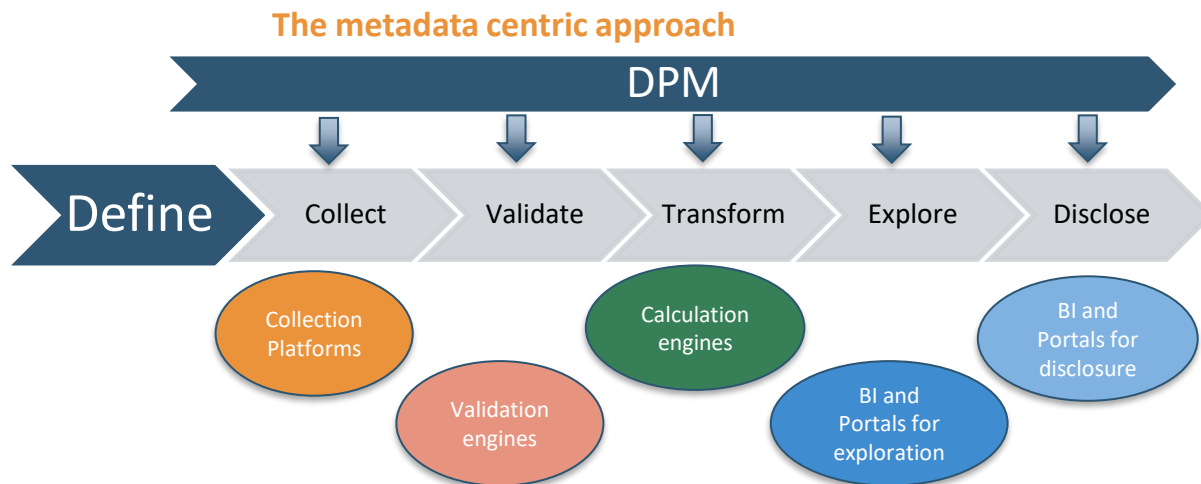 The metadata centric approach
DPM
Define
Collect
Validate
Transform
Explore
Disclose
Collection
Platforms
Validation
engines
Calculation
engines
BI and
Portals for
exploration
BI and
Portals for
disclosure